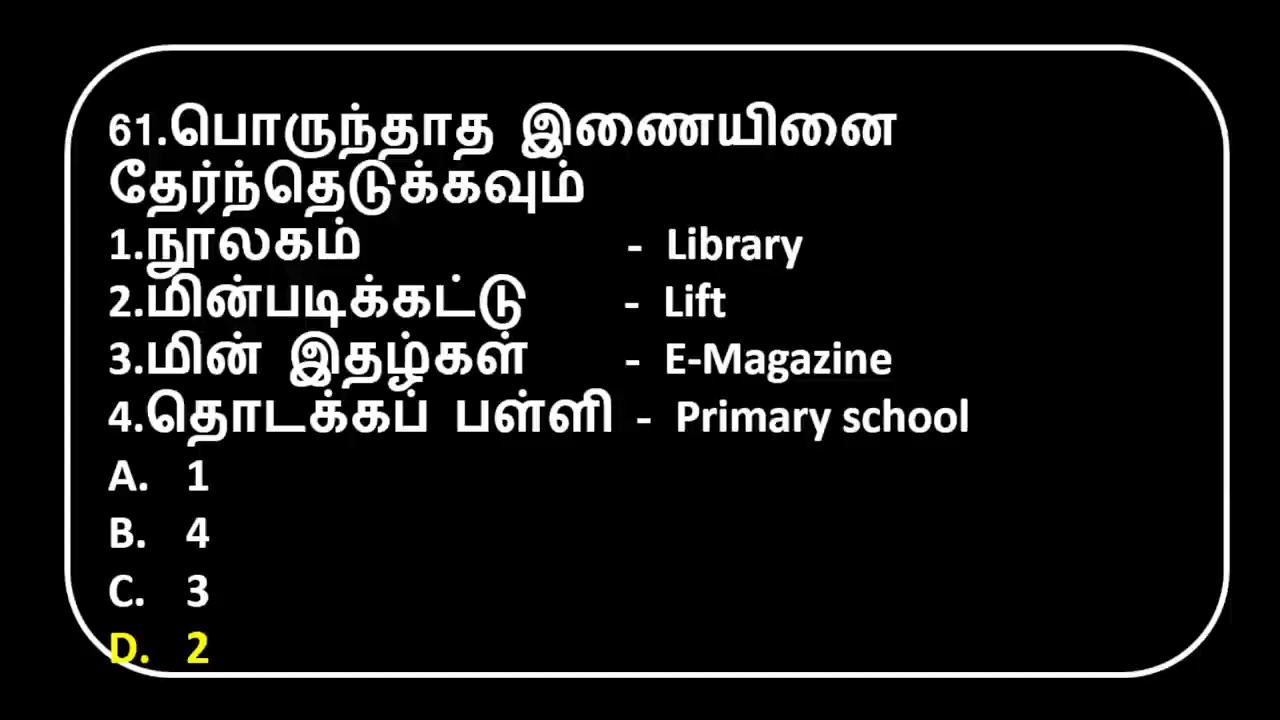 61.பொருந்தாத இணையினை
தேர்ந்தெடுக்கவும்
1.நூலகம் - Library
2.மின்படிக்கட்டு - Lift
3.மின் இதழ்கள் - E-Magazine
4.தொடக்கப் பள்ளி - Primary school
A. 1
B. 4
C. 3
D. 2